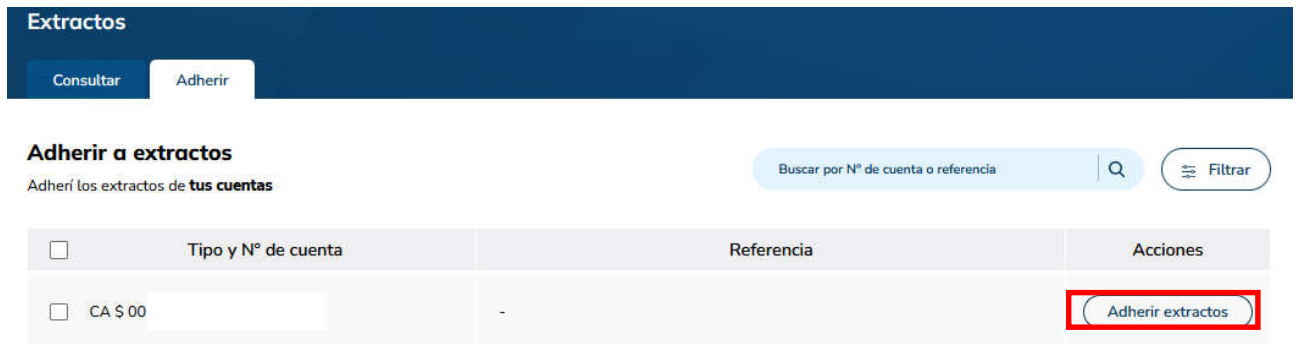 Extractos
Consultar Adherir
Adherir a extractos
Adherí los extractos de tus cuentas
Buscar por N° de cuenta o referencia
Filtrar
Tipo y N° de cuenta Referencia Acciones
CA $ 00 - Adherir extractos